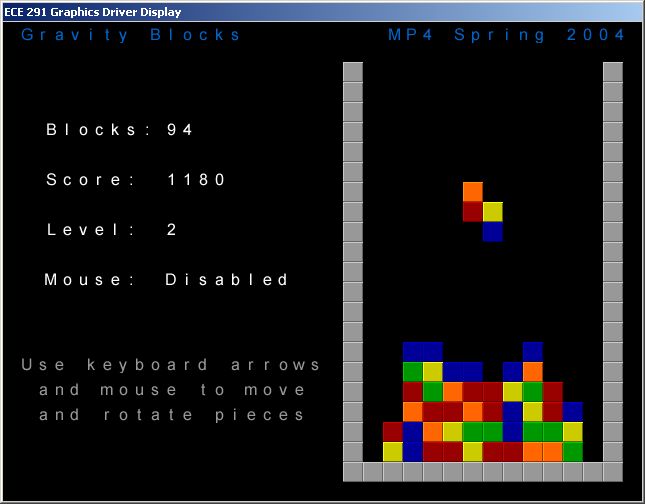 ECE 291 Graphics Driver Display
Gravity Blocks MP4 Spring 2004
Blocks: 94
Score: 1180
Level: 2
Mouse: Disabled
Use keyboard arrows
and mouse to move
and rotate pieces